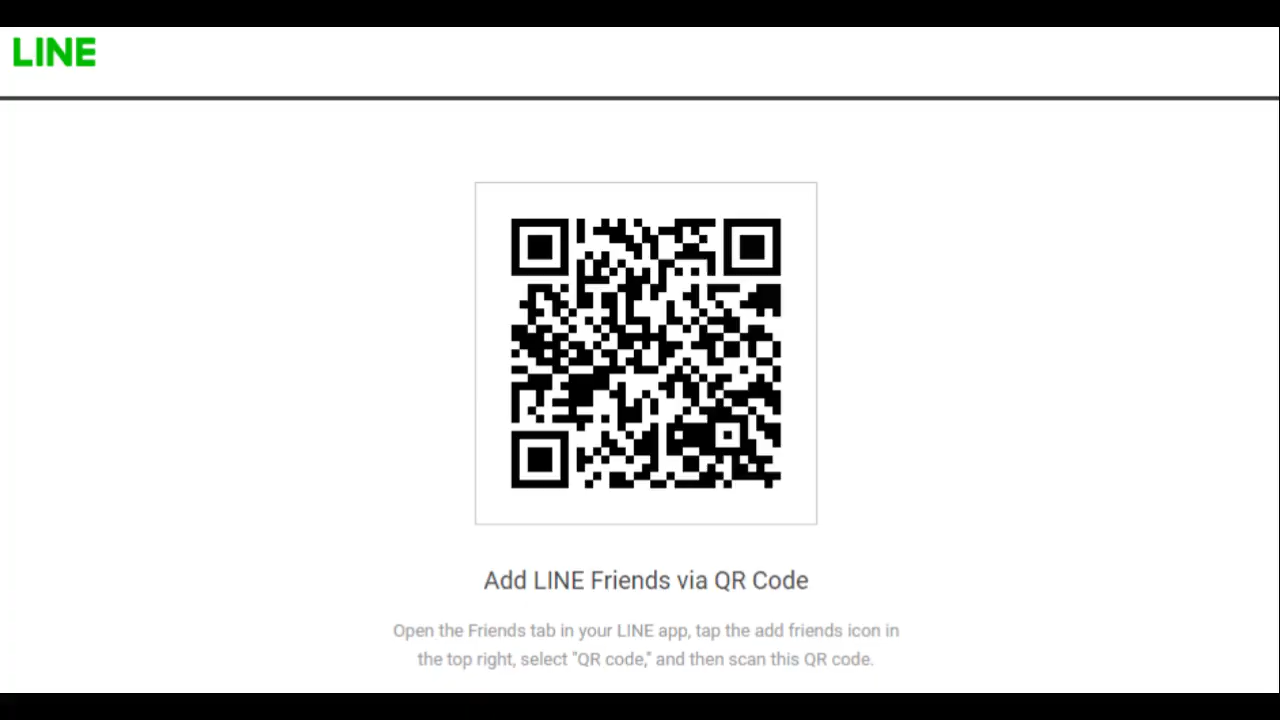 LINE
Add LINE Friends via QR Code
Open the Friends tab in your LINE app, tap the add friends icon in
the top right, select "QR code," and then scan this QR code.